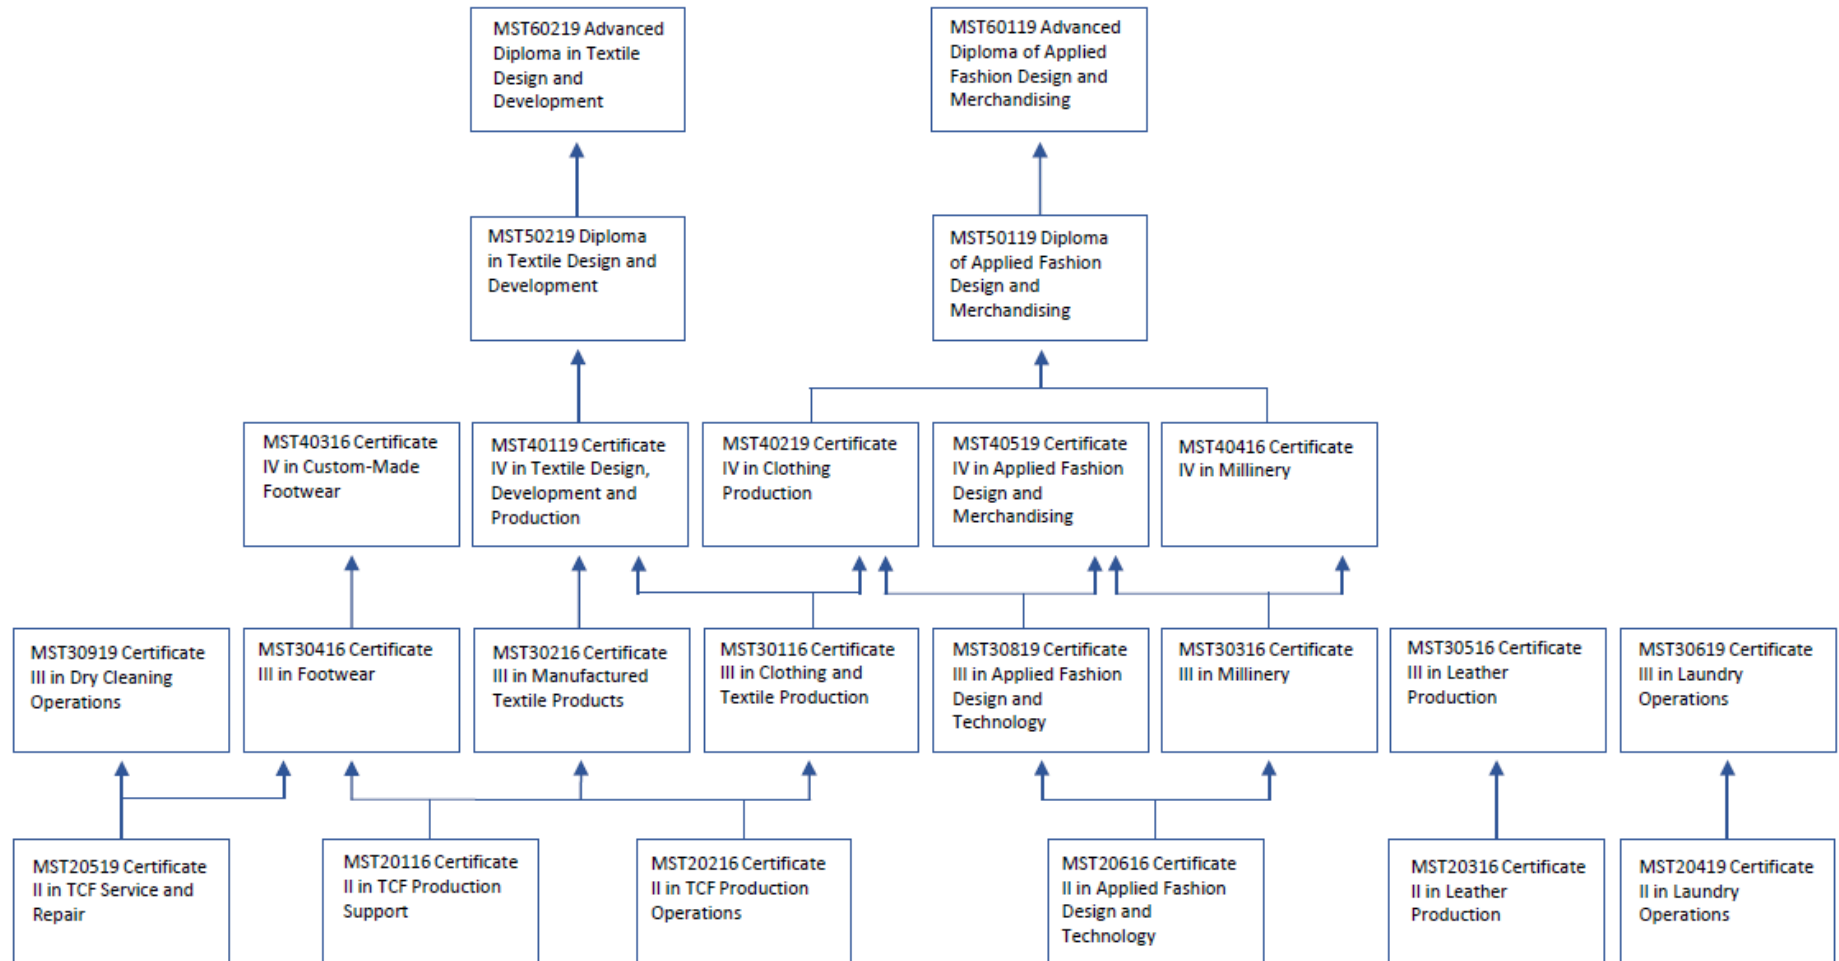 MST60219 Advanced
Diploma in Textile
Design and
Development
MST60119 Advanced
Diploma of Applied
Fashion Design and
Merchandising
MST50219 Diploma
in Textile Design and
Development
MST50119 Diploma
of Applied Fashion
Design and
Merchandising
MST40316 Certificate
IV in Custom-Made
Footwear
MST40119 Certificate
IV in Textile Design,
Development and
Production
MST40219 Certificate
IV in Clothing
Production
MST40519 Certificate
IV in Applied Fashion
Design and
Merchandising
MST40416 Certificate
IV in Millinery
MST30919 Certificate
III in Dry Cleaning
Operations
MST30416 Certificate
III in Footwear
MST30216 Certificate
III in Manufactured
Textile Products
MST30116 Certificate
III in Clothing and
Textile Production
MST30819 Certificate
III in Applied Fashion
Design and
Technology
MST30316 Certificate
III in Millinery
MST30516 Certificate
III in Leather
Production
MST30619 Certificate
III in Laundry
Operations
MST20519 Certificate
II in TCF Service and
Repair
MST20116 Certificate
II in TCF Production
Support
MST20216 Certificate
II in TCF Production
Operations
MST20616 Certificate
II in Applied Fashion
Design and
Technology
MST20316 Certificate
II in Leather
Production
MST20419 Certificate
II in Laundry
Operations